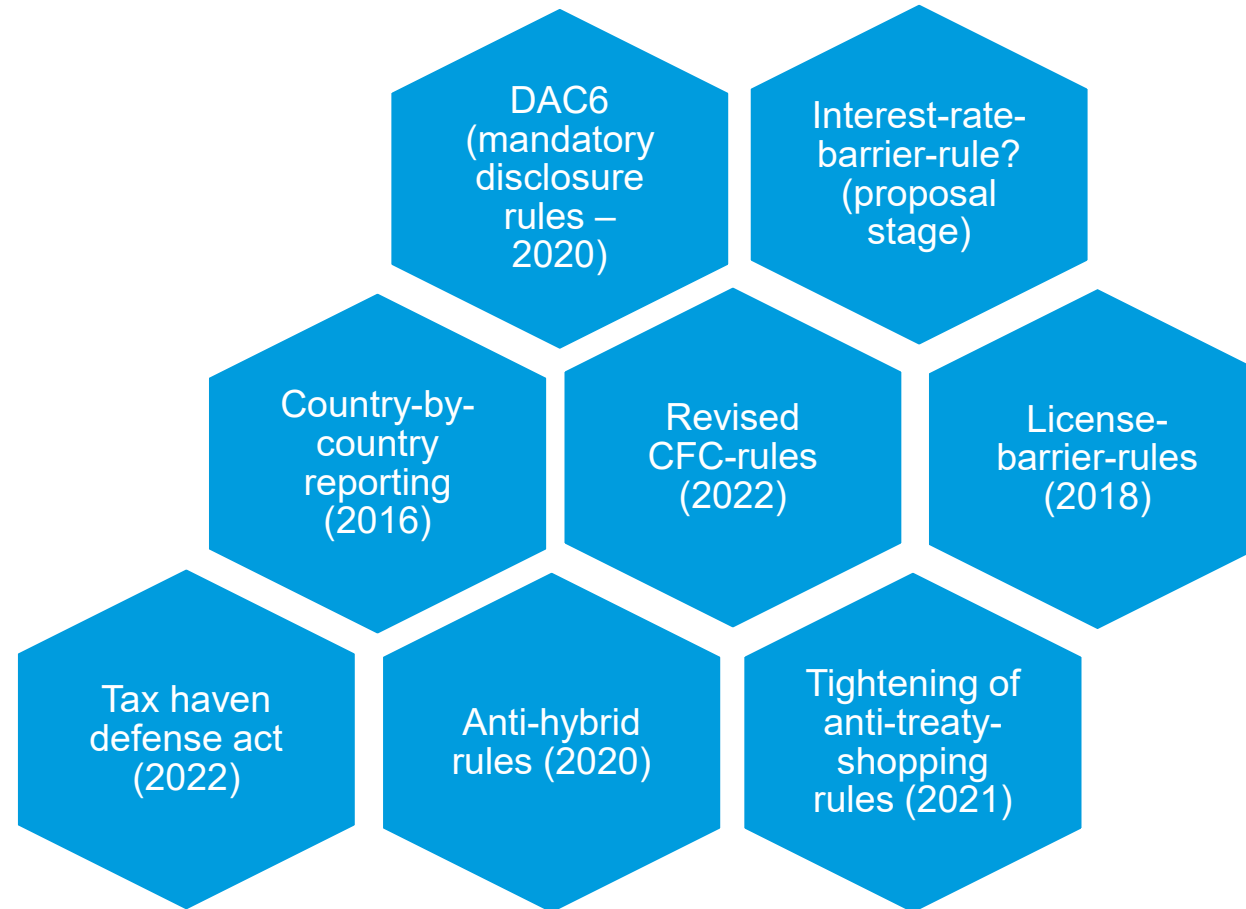 DAC6
(mandatory
disclosure
rules –
2020)
Interest-rate-
barrier-rule?
(proposal
stage)
Country-by-
country
reporting
(2016)
Revised
CFC-rules
(2022)
License-
barrier-rules
(2018)
Tax haven
defense act
(2022)
Anti-hybrid
rules (2020)
Tightening of
anti-treaty-
shopping
rules (2021)